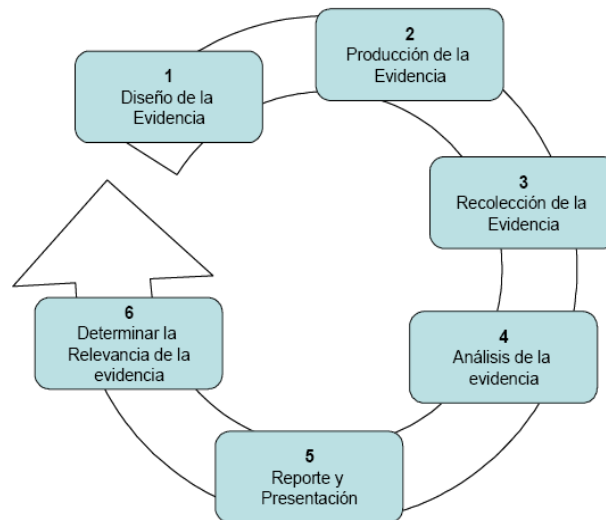 1
Diseño de la
Evidencia
2
Producción de la
Evidencia
3
Recolección de la
Evidencia
4
Análisis de la
evidencia
5
Reporte y
Presentación
6
Determinar la
Relevancia de la
evidencia